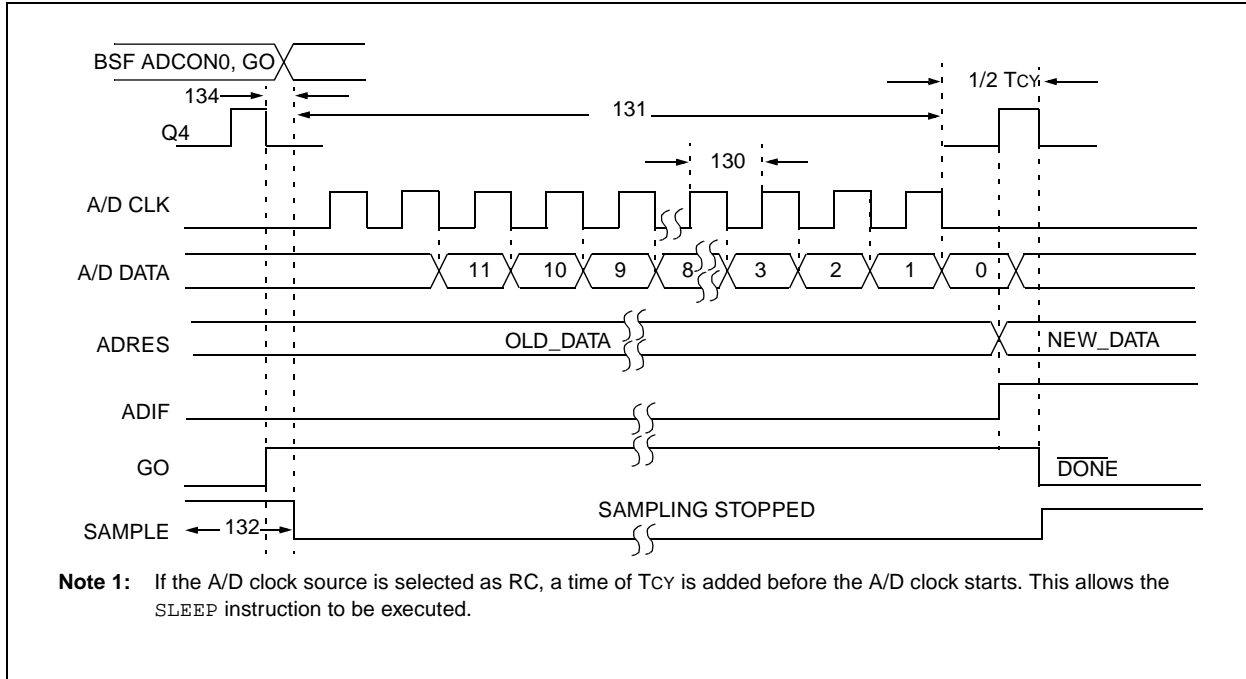 BSF ADCON0, GO
134
1/2 TCY
131
Q4
130
A/D CLK
A/D DATA 11 10 9 8 3 2 1 0
ADRES OLD_DATA NEW_DATA
ADIF
GO DONE
SAMPLE 132 SAMPLING STOPPED
Note 1: If the A/D clock source is selected as RC, a time of TCY is added before the A/D clock starts. This allows the
SLEEP instruction to be executed.